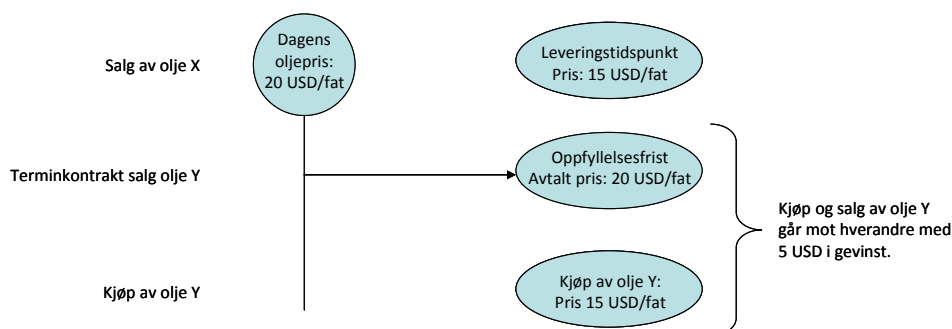 Dagens
oljepris:
20 USD/fat
Salg av olje X
Leveringstidspunkt
Pris: 15 USD/fat
Terminkontrakt salg olje Y
Oppfyllelsesfrist
Avtalt pris: 20 USD/fat
Kjøp og salg av olje Y
går mot hverandre med
5 USD i gevinst.
Kjøp av olje Y
Kjøp av olje Y:
Pris 15 USD/fat